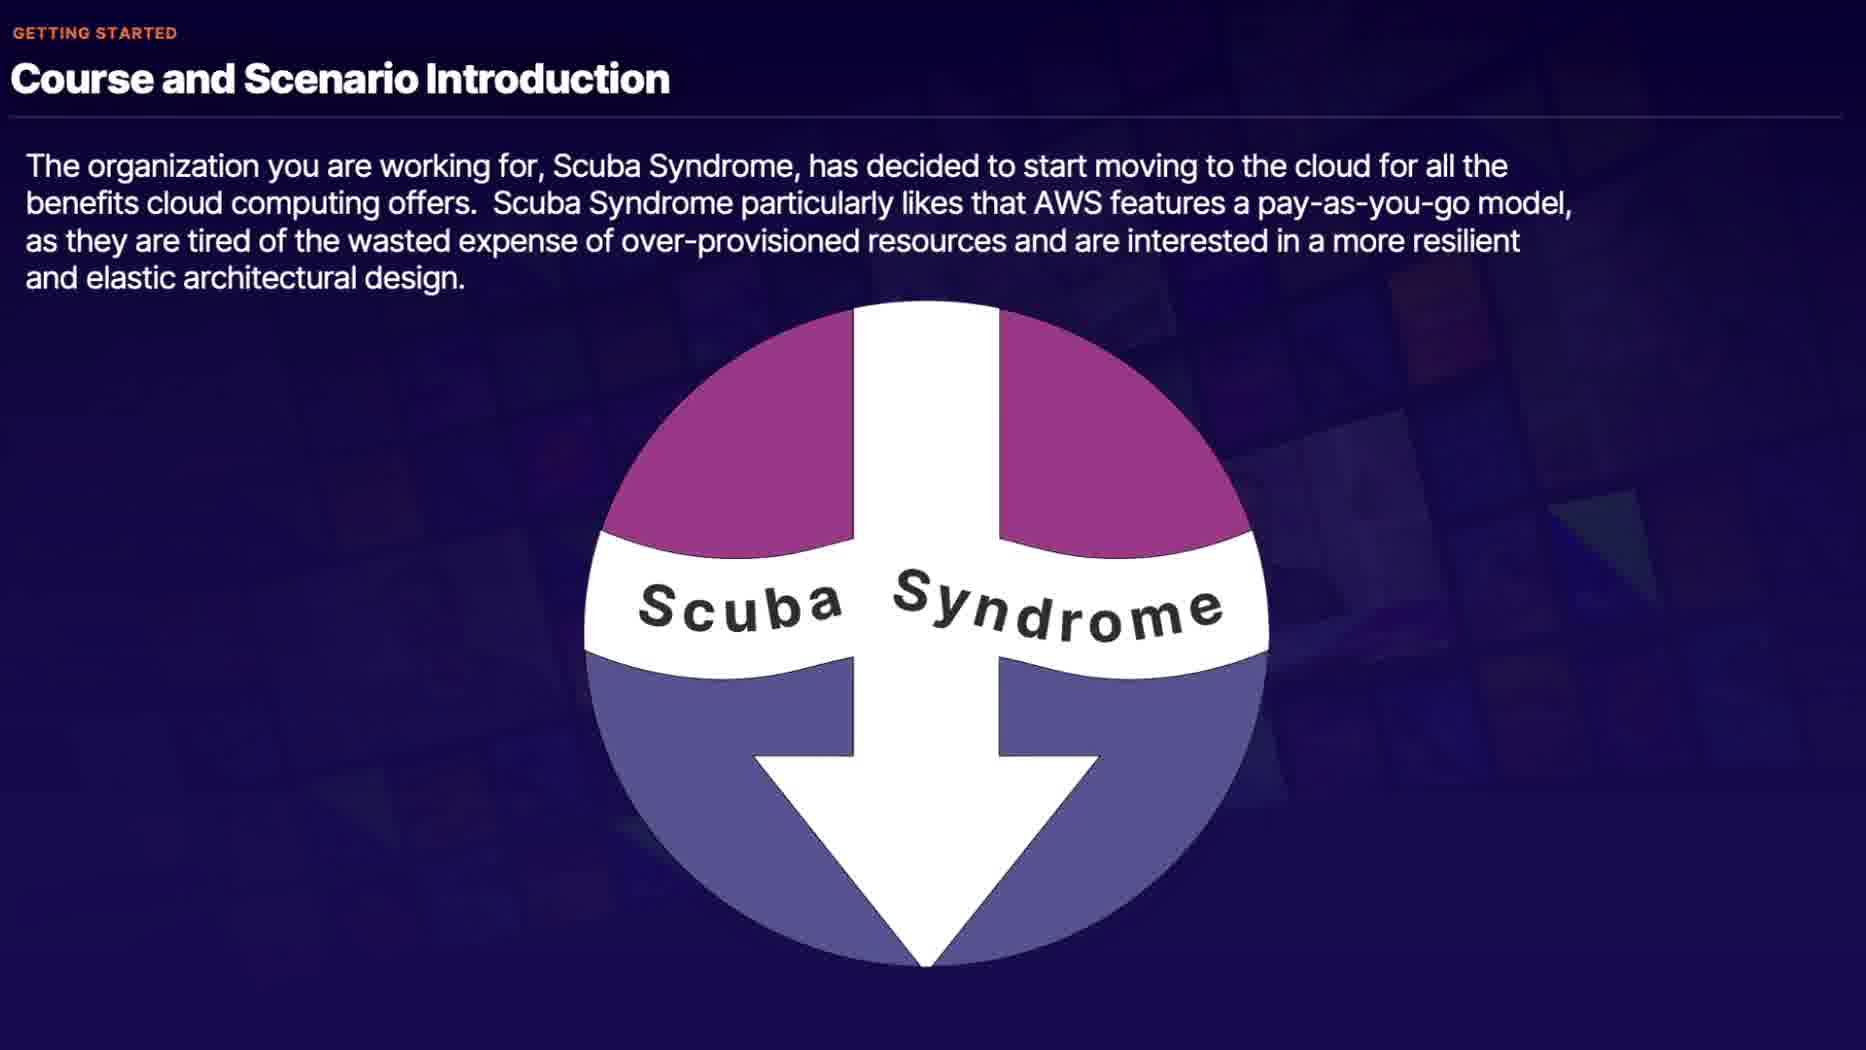 GETTING STARTED
Course and Scenario Introduction
The organization you are working for, Scuba Syndrome, has decided to start moving to the cloud for all the
benefits cloud computing offers.  Scuba Syndrome particularly likes that AWS features a pay-as-you-go model,
as they are tired of the wasted expense of over-provisioned resources and are interested in a more resilient
and elastic architectural design.
Scuba Syndrome